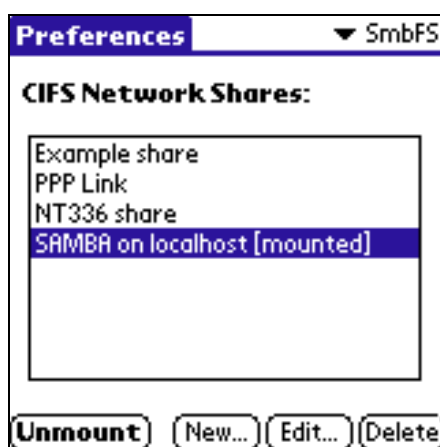 Preferences ▼ SmbFS
CIFS Network Shares:
Example share
PPP Link
NT336 share
SAMBA on localhost [mounted]
Unmount New... Edit... Delete